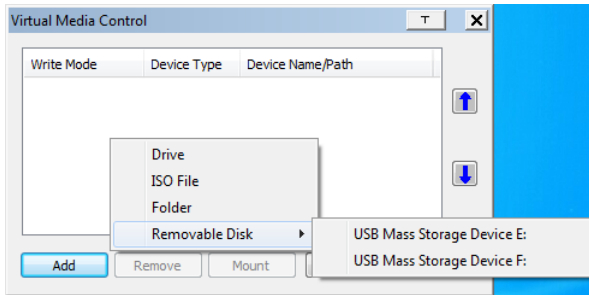 Virtual Media Control
T X
Write Mode Device Type Device Name/Path
Drive
ISO File
Folder
Removable Disk
USB Mass Storage Device E:
USB Mass Storage Device F:
Add Remove Mount